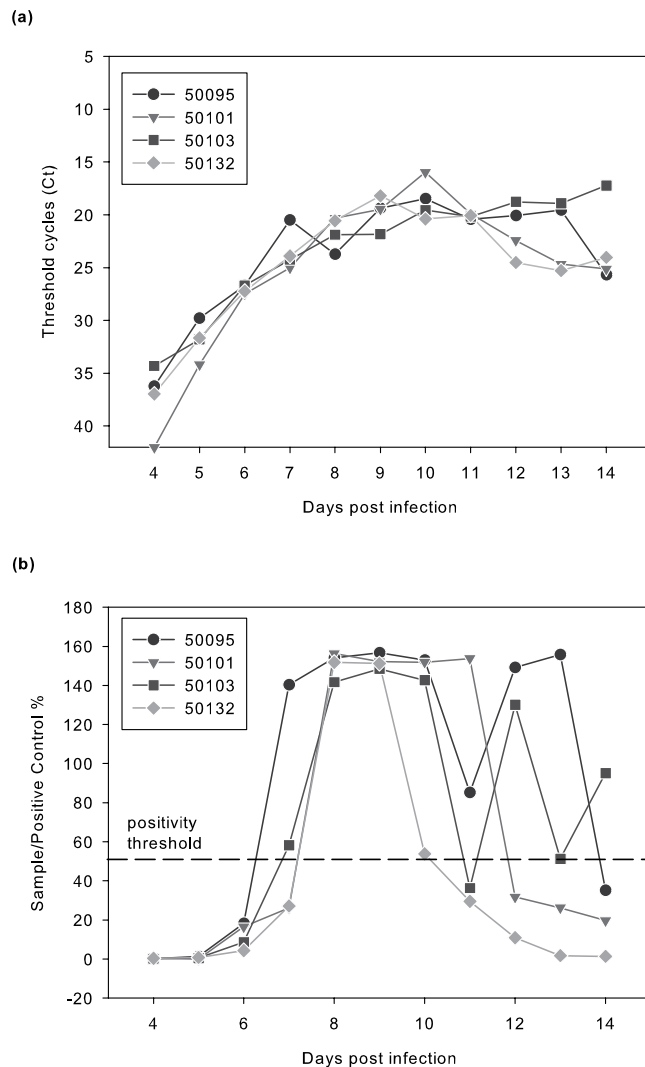 (a)
Threshold cycles (Ct)
5
10
15
20
25
30
35
40
50095
50101
50103
50132
4 5 6 7 8 9 10 11 12 13 14
Days post infection
(b)
Sample/Positive Control %
180
160
140
120
100
80
60
40
20
0
-20
50095
50101
50103
50132
positivity
threshold
4 6 8 10 12 14
Days post infection